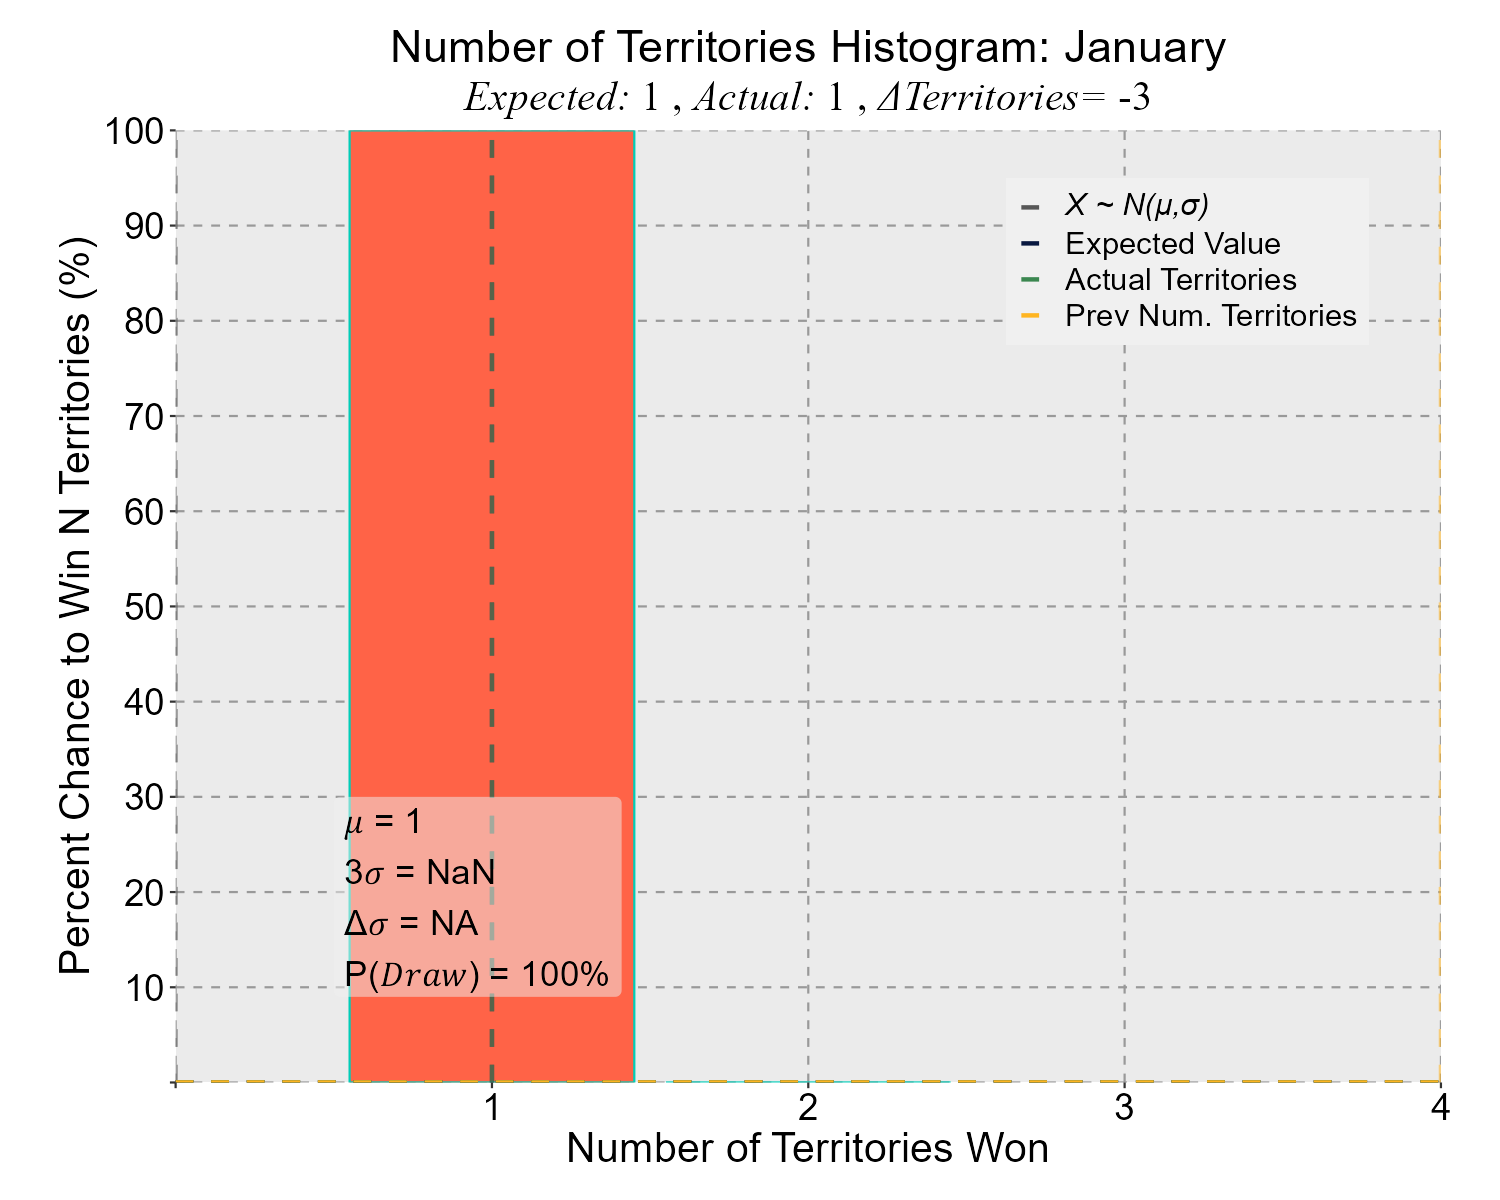 Number of Territories Histogram: January
Expected: 1 , Actual: 1 , ΔTerritories= -3
Percent Chance to Win N Territories (%)
100
90
80
70
60
50
40
30
20
10
X ~ N(μ,σ)
Expected Value
Actual Territories
Prev Num. Territories
μ = 1
3σ = NaN
Δσ = NA
P(Draw) = 100%
1 2 3 4
Number of Territories Won